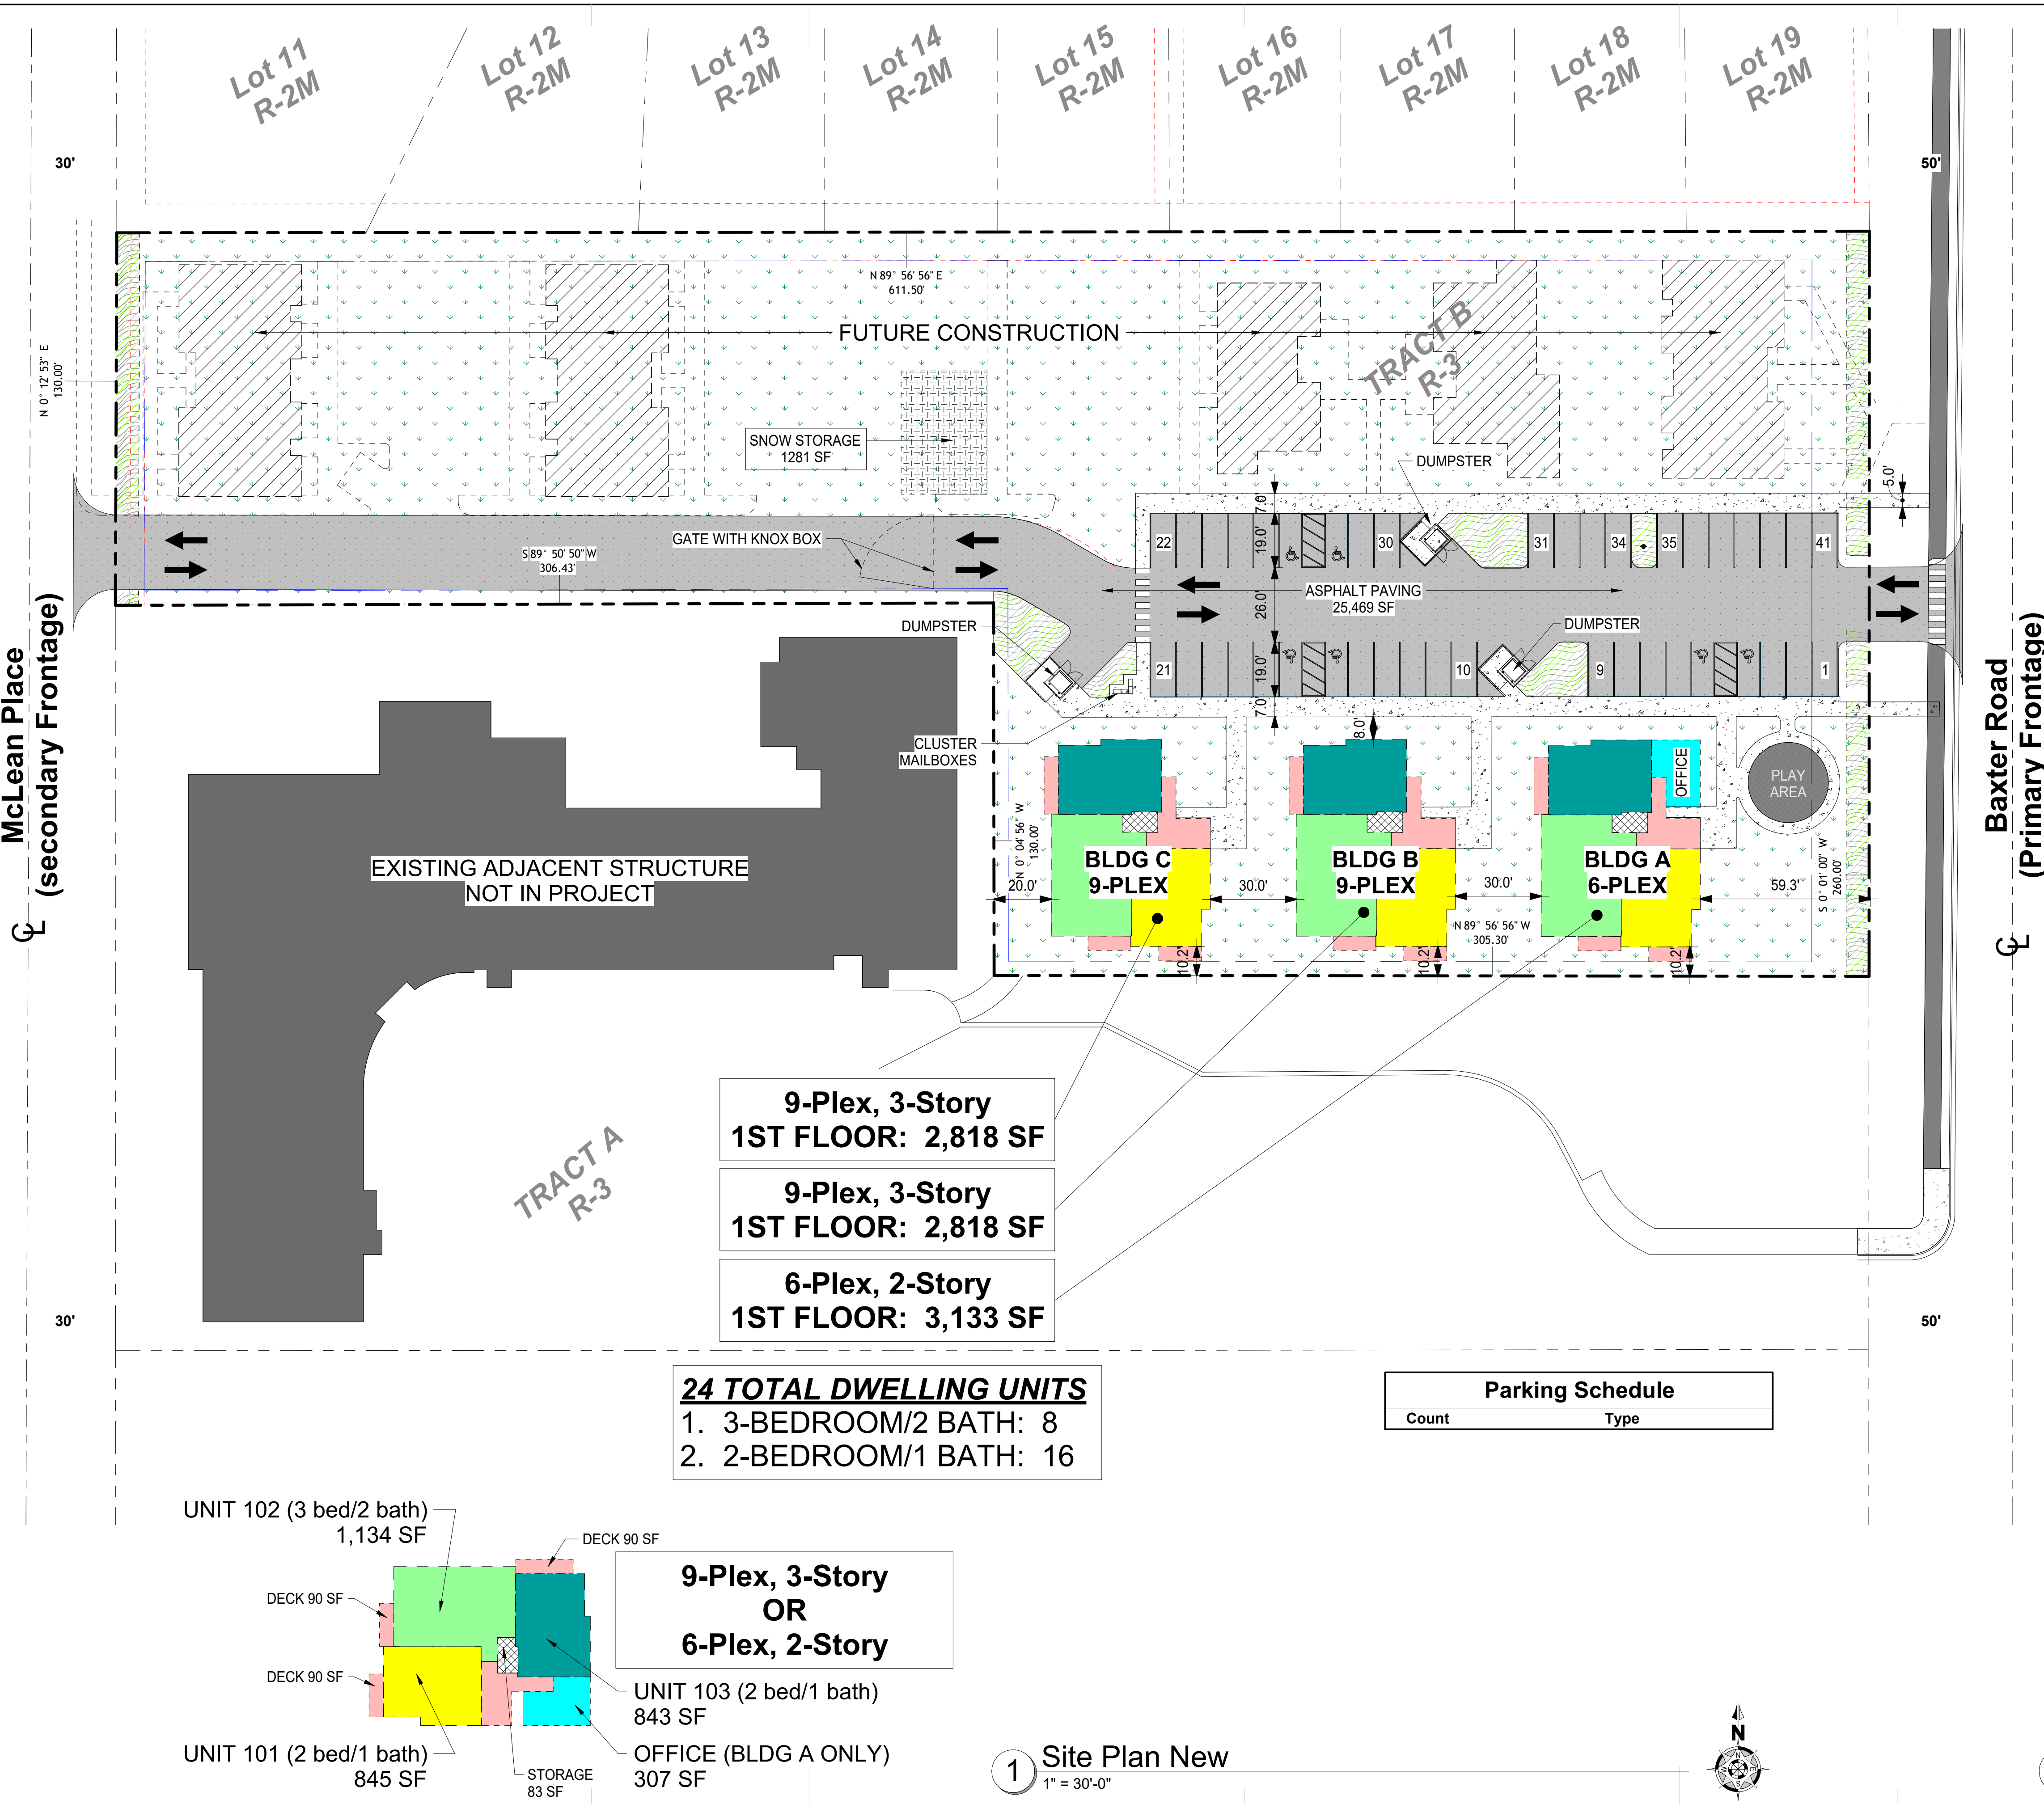 Lot 11
R-2M
Lot 12
R-2M
Lot 13
R-2M
Lot 14
R-2M
Lot 15
R-2M
Lot 16
R-2M
Lot 17
R-2M
Lot 18
R-2M
Lot 19
R-2M
30'
50'
N 89° 56' 56" E
611.50'
FUTURE CONSTRUCTION
TRACT B
R-3
N 0° 12' 53" E
130.00'
SNOW STORAGE
1281 SF
DUMPSTER
5.0'
7.0'
GATE WITH KNOX BOX
S 89° 50' 50" W
306.43'
22
19.0'
30
31
34
35
41
26.0'
ASPHALT PAVING
25,469 SF
DUMPSTER
DUMPSTER
21
19.0'
10
9
1
7.0'
8.0'
CLUSTER
MAILBOXES
OFFICE
PLAY
AREA
McLean Place
(secondary Frontage)
Baxter Road
(Primary Frontage)
CL
CL
EXISTING ADJACENT STRUCTURE
NOT IN PROJECT
N 0° 04' 56" W
130.00'
BLDG C
9-PLEX
BLDG B
9-PLEX
BLDG A
6-PLEX
20.0'
30.0'
30.0'
59.3'
S 0° 01' 00" W
260.00'
N 89° 56' 56" W
305.30'
10.2'
10.2'
10.2'
9-Plex, 3-Story
1ST FLOOR: 2,818 SF
9-Plex, 3-Story
1ST FLOOR: 2,818 SF
6-Plex, 2-Story
1ST FLOOR: 3,133 SF
TRACT A
R-3
30'
50'
24 TOTAL DWELLING UNITS
1. 3-BEDROOM/2 BATH: 8
2. 2-BEDROOM/1 BATH: 16
Parking Schedule
Count Type
UNIT 102 (3 bed/2 bath)
1,134 SF
DECK 90 SF
DECK 90 SF
DECK 90 SF
9-Plex, 3-Story
OR
6-Plex, 2-Story
UNIT 103 (2 bed/1 bath)
843 SF
UNIT 101 (2 bed/1 bath)
845 SF
STORAGE
83 SF
OFFICE (BLDG A ONLY)
307 SF
1
Site Plan New
1" = 30'-0"
N
N
E
S
W